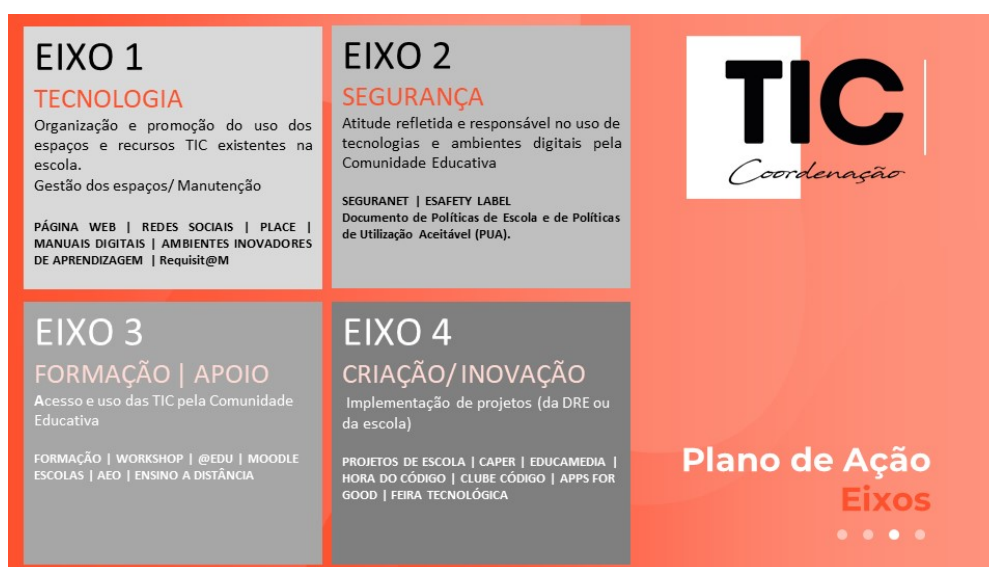 EIXO 1
TECNOLOGIA
Organização e promoção do uso dos
espaços e recursos TIC existentes na
escola.
Gestão dos espaços/ Manutenção
PÁGINA WEB | REDES SOCIAIS | PLACE |
MANUAIS DIGITAIS | AMBIENTES INOVADORES
DE APRENDIZAGEM | Requisit@M
EIXO 2
SEGURANÇA
Atitude refletida e responsável no uso de
tecnologias e ambientes digitais pela
Comunidade Educativa
SEGURANET | ESAFETY LABEL
Documento de Políticas de Escola e de Políticas
de Utilização Aceitável (PUA).
EIXO 3
FORMAÇÃO | APOIO
Acesso e uso das TIC pela Comunidade
Educativa
FORMAÇÃO | WORKSHOP | @EDU | MOODLE
ESCOLAS | AEO | ENSINO A DISTÂNCIA
EIXO 4
CRIAÇÃO/ INOVAÇÃO
Implementação de projetos (da DRE ou
da escola)
PROJETOS DE ESCOLA | CAPER | EDUCAMEDIA |
HORA DO CÓDIGO | CLUBE CÓDIGO | APPS FOR
GOOD | FEIRA TECNOLÓGICA
TIC
Coordenação
Plano de Ação
Eixos